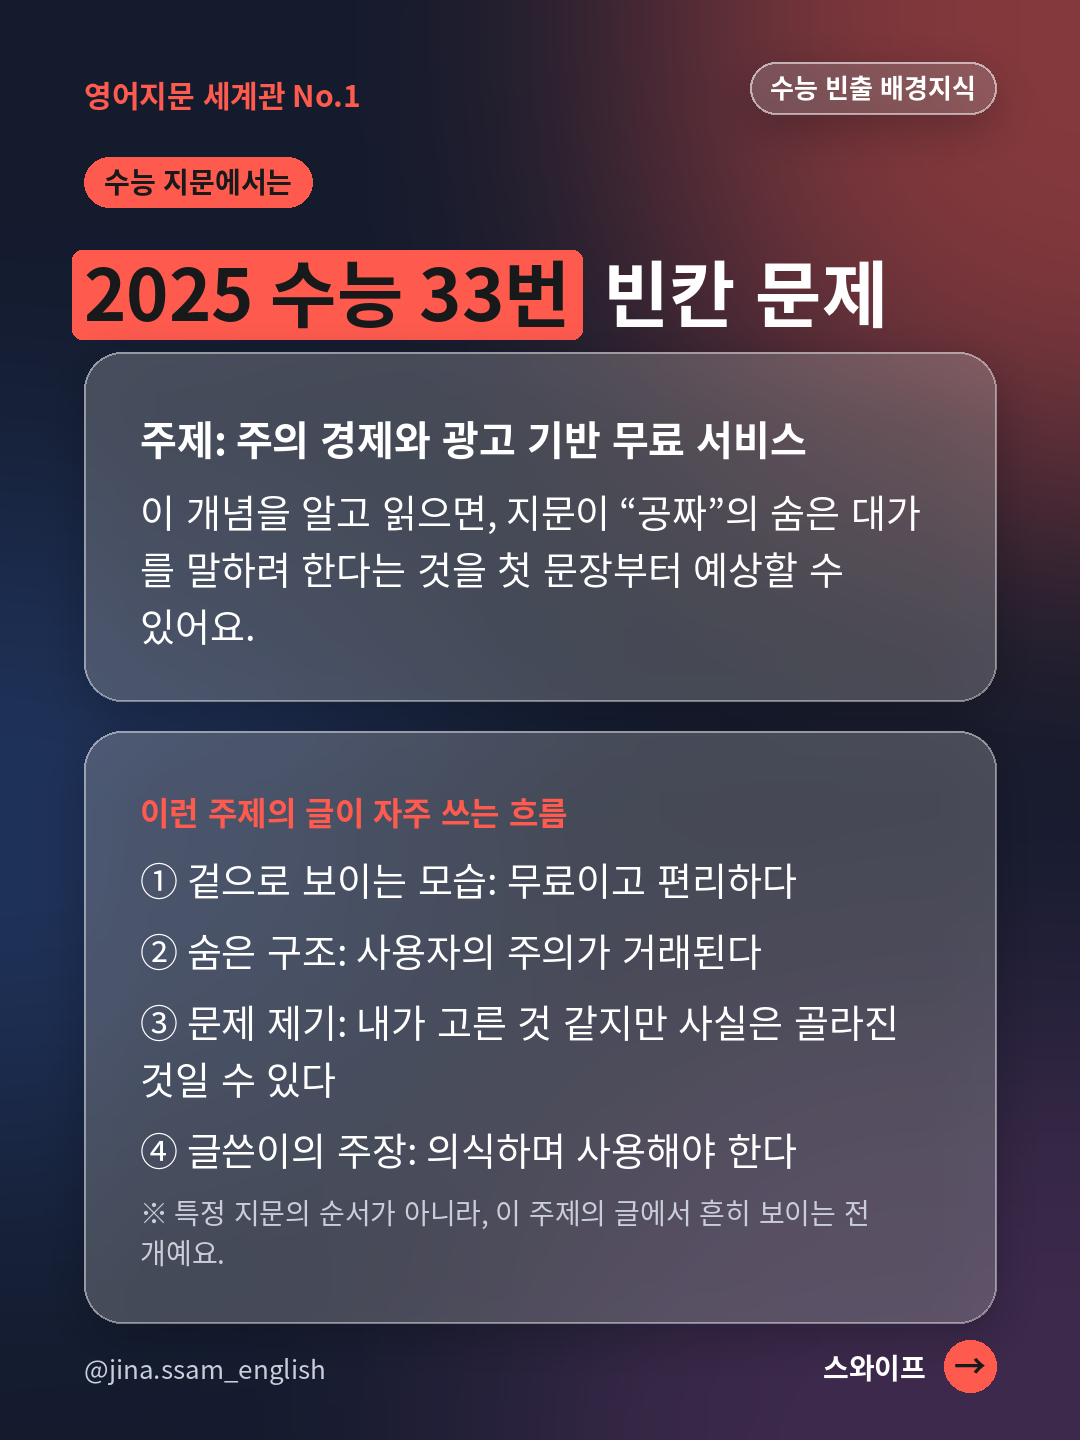 영어지문 세계관 No.1
수능 빈출 배경지식
수능 지문에서는
2025 수능 33번 빈칸 문제
주제: 주의 경제와 광고 기반 무료 서비스
이 개념을 알고 읽으면, 지문이 “공짜”의 숨은 대가
를 말하려 한다는 것을 첫 문장부터 예상할 수
있어요.
이런 주제의 글이 자주 쓰는 흐름
① 겉으로 보이는 모습: 무료이고 편리하다
② 숨은 구조: 사용자의 주의가 거래된다
③ 문제 제기: 내가 고른 것 같지만 사실은 골라진
것일 수 있다
④ 글쓴이의 주장: 의식하며 사용해야 한다
※ 특정 지문의 순서가 아니라, 이 주제의 글에서 흔히 보이는 전
개예요.
@jina.ssam_english
스와이프 →